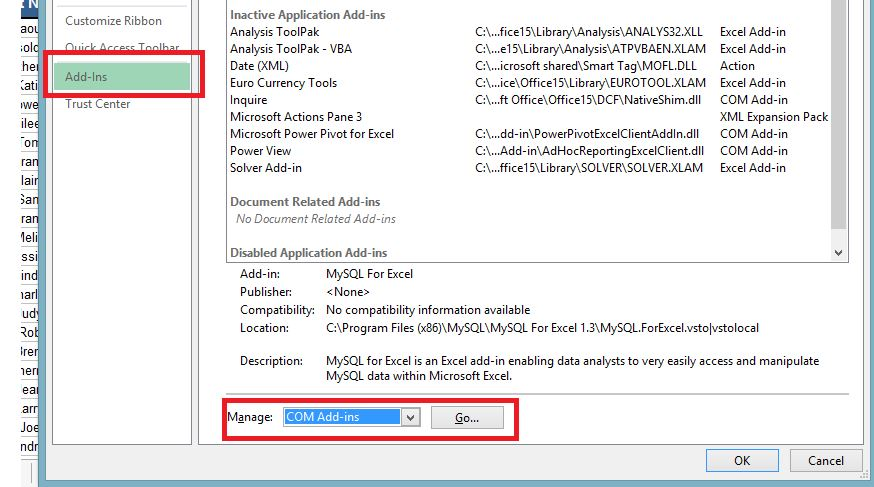 Customize Ribbon
Quick Access Toolbar
Add-Ins
Trust Center
Inactive Application Add-ins
Analysis ToolPak C:\...fice15\Library\Analysis\ANALYS32.XLL Excel Add-in
Analysis ToolPak - VBA C:\...e15\Library\Analysis\ATPVBAEN.XLAM Excel Add-in
Date (XML) C:\...icrosoft shared\Smart Tag\MOFL.DLL Action
Euro Currency Tools C:\...ice\Office15\Library\EUROTOOL.XLAM Excel Add-in
Inquire C:\...ft Office\Office15\DCF\NativeShim.dll COM Add-in
Microsoft Actions Pane 3 XML Expansion Pack
Microsoft Power Pivot for Excel C:\...dd-in\PowerPivotExcelClientAddIn.dll COM Add-in
Power View C:\...Add-in\AdHocReportingExcelClient.dll COM Add-in
Solver Add-in C:\...ffice15\Library\SOLVER\SOLVER.XLAM Excel Add-in
Document Related Add-ins
No Document Related Add-ins
Disabled Application Add-ins
Add-in: MySQL For Excel
Publisher: <None>
Compatibility: No compatibility information available
Location: C:\Program Files (x86)\MySQL\MySQL For Excel 1.3\MySQL.ForExcel.vsto|vstolocal
Description: MySQL for Excel is an Excel add-in enabling data analysts to very easily access and manipulate
MySQL data within Microsoft Excel.
Manage: COM Add-ins Go...
OK Cancel